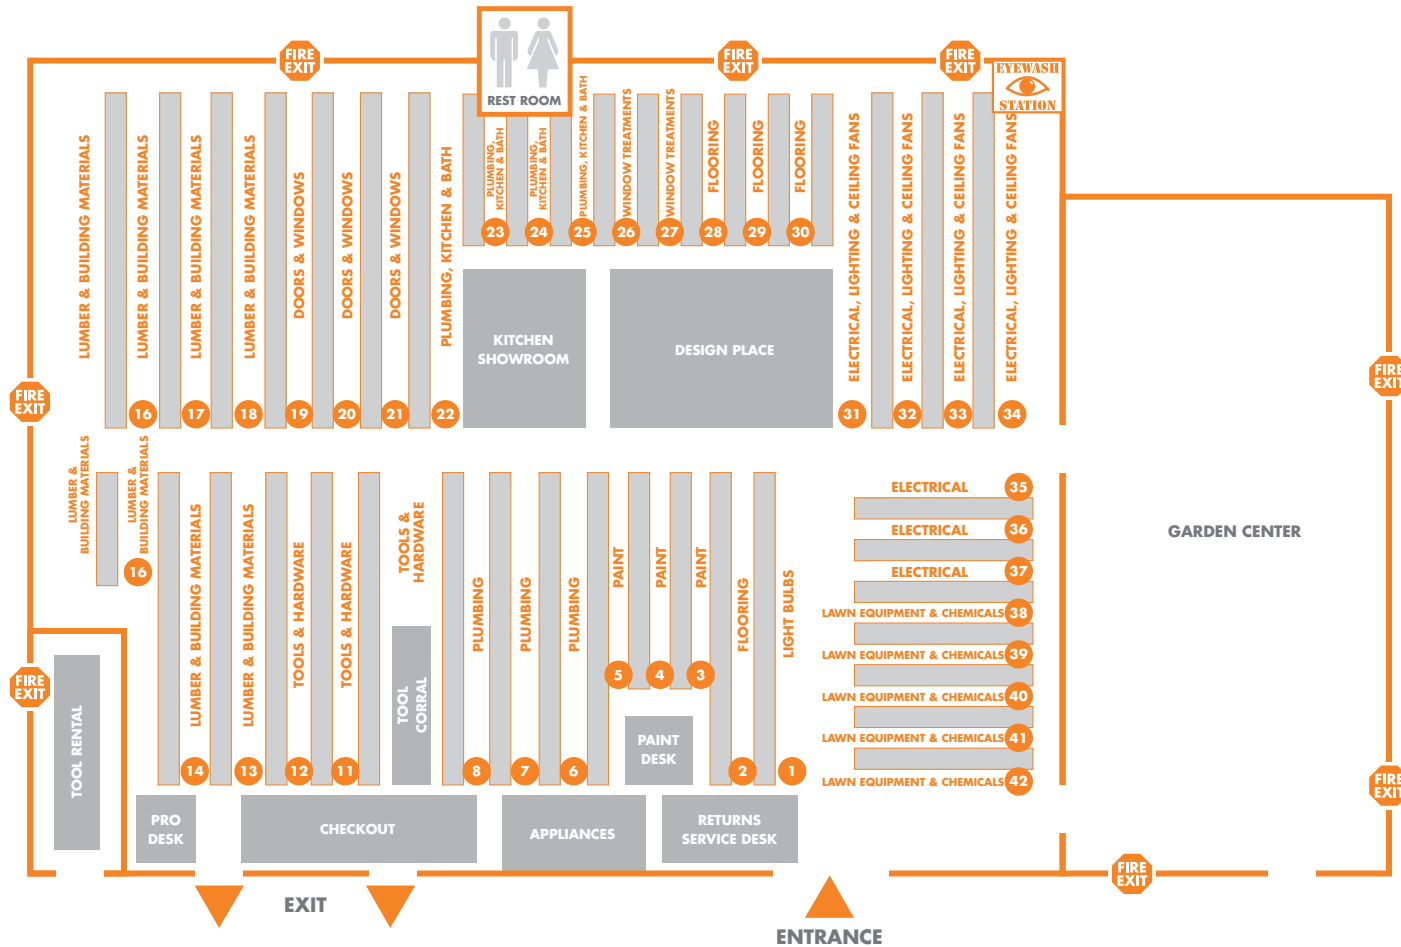 FIRE
EXIT
REST ROOM
FIRE
EXIT
FIRE
EXIT
EYEWASH
STATION
LUMBER & BUILDING MATERIALS
LUMBER & BUILDING MATERIALS
16
LUMBER & BUILDING MATERIALS
17
LUMBER & BUILDING MATERIALS
18
DOORS & WINDOWS
19
DOORS & WINDOWS
20
DOORS & WINDOWS
21
PLUMBING, KITCHEN & BATH
22
PLUMBING,
KITCHEN & BATH
23
PLUMBING,
KITCHEN & BATH
24
PLUMBING, KITCHEN & BATH
25
WINDOW TREATMENTS
26
WINDOW TREATMENTS
27
FLOORING
28
FLOORING
29
FLOORING
30
ELECTRICAL, LIGHTING & CEILING FANS
31
ELECTRICAL, LIGHTING & CEILING FANS
32
ELECTRICAL, LIGHTING & CEILING FANS
33
ELECTRICAL, LIGHTING & CEILING FANS
34
KITCHEN
SHOWROOM
DESIGN PLACE
FIRE
EXIT
FIRE
EXIT
LUMBER &
BUILDING MATERIALS
LUMBER &
BUILDING MATERIALS
16
LUMBER & BUILDING MATERIALS
14
LUMBER & BUILDING MATERIALS
13
TOOLS & HARDWARE
12
TOOLS & HARDWARE
11
TOOLS &
HARDWARE
TOOL
CORRAL
PLUMBING
8
PLUMBING
7
PLUMBING
6
PAINT
5
PAINT
4
PAINT
3
FLOORING
2
LIGHT BULBS
1
PAINT
DESK
ELECTRICAL
35
ELECTRICAL
36
ELECTRICAL
37
LAWN EQUIPMENT & CHEMICALS
38
LAWN EQUIPMENT & CHEMICALS
39
LAWN EQUIPMENT & CHEMICALS
40
LAWN EQUIPMENT & CHEMICALS
41
LAWN EQUIPMENT & CHEMICALS
42
GARDEN CENTER
FIRE
EXIT
TOOL RENTAL
PRO
DESK
CHECKOUT
APPLIANCES
RETURNS
SERVICE DESK
FIRE
EXIT
FIRE
EXIT
EXIT
ENTRANCE